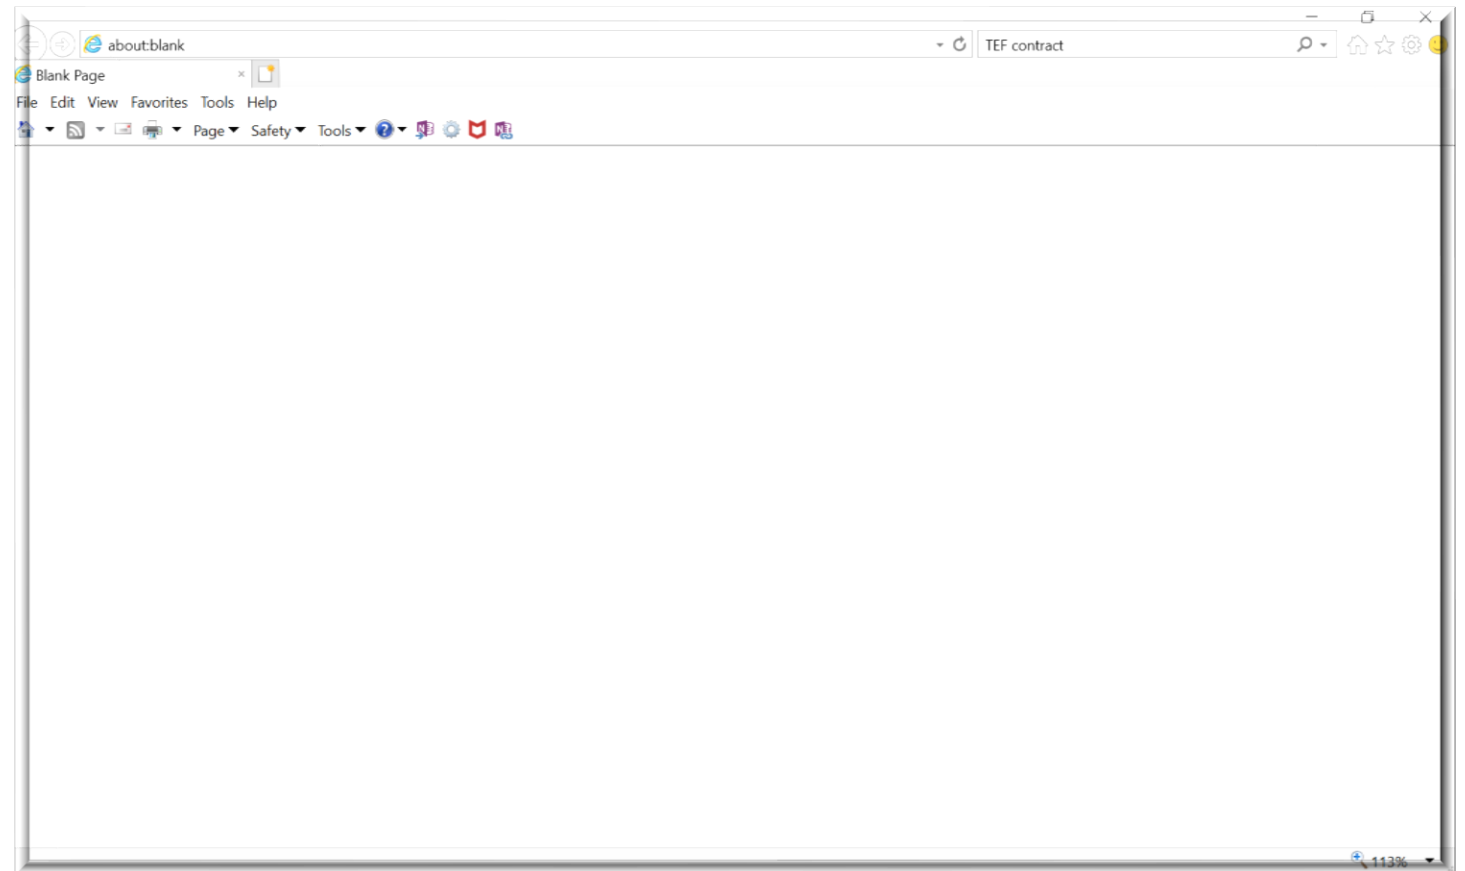 about:blank TEF contract
Blank Page
File Edit View Favorites Tools Help
Page Safety Tools
113%